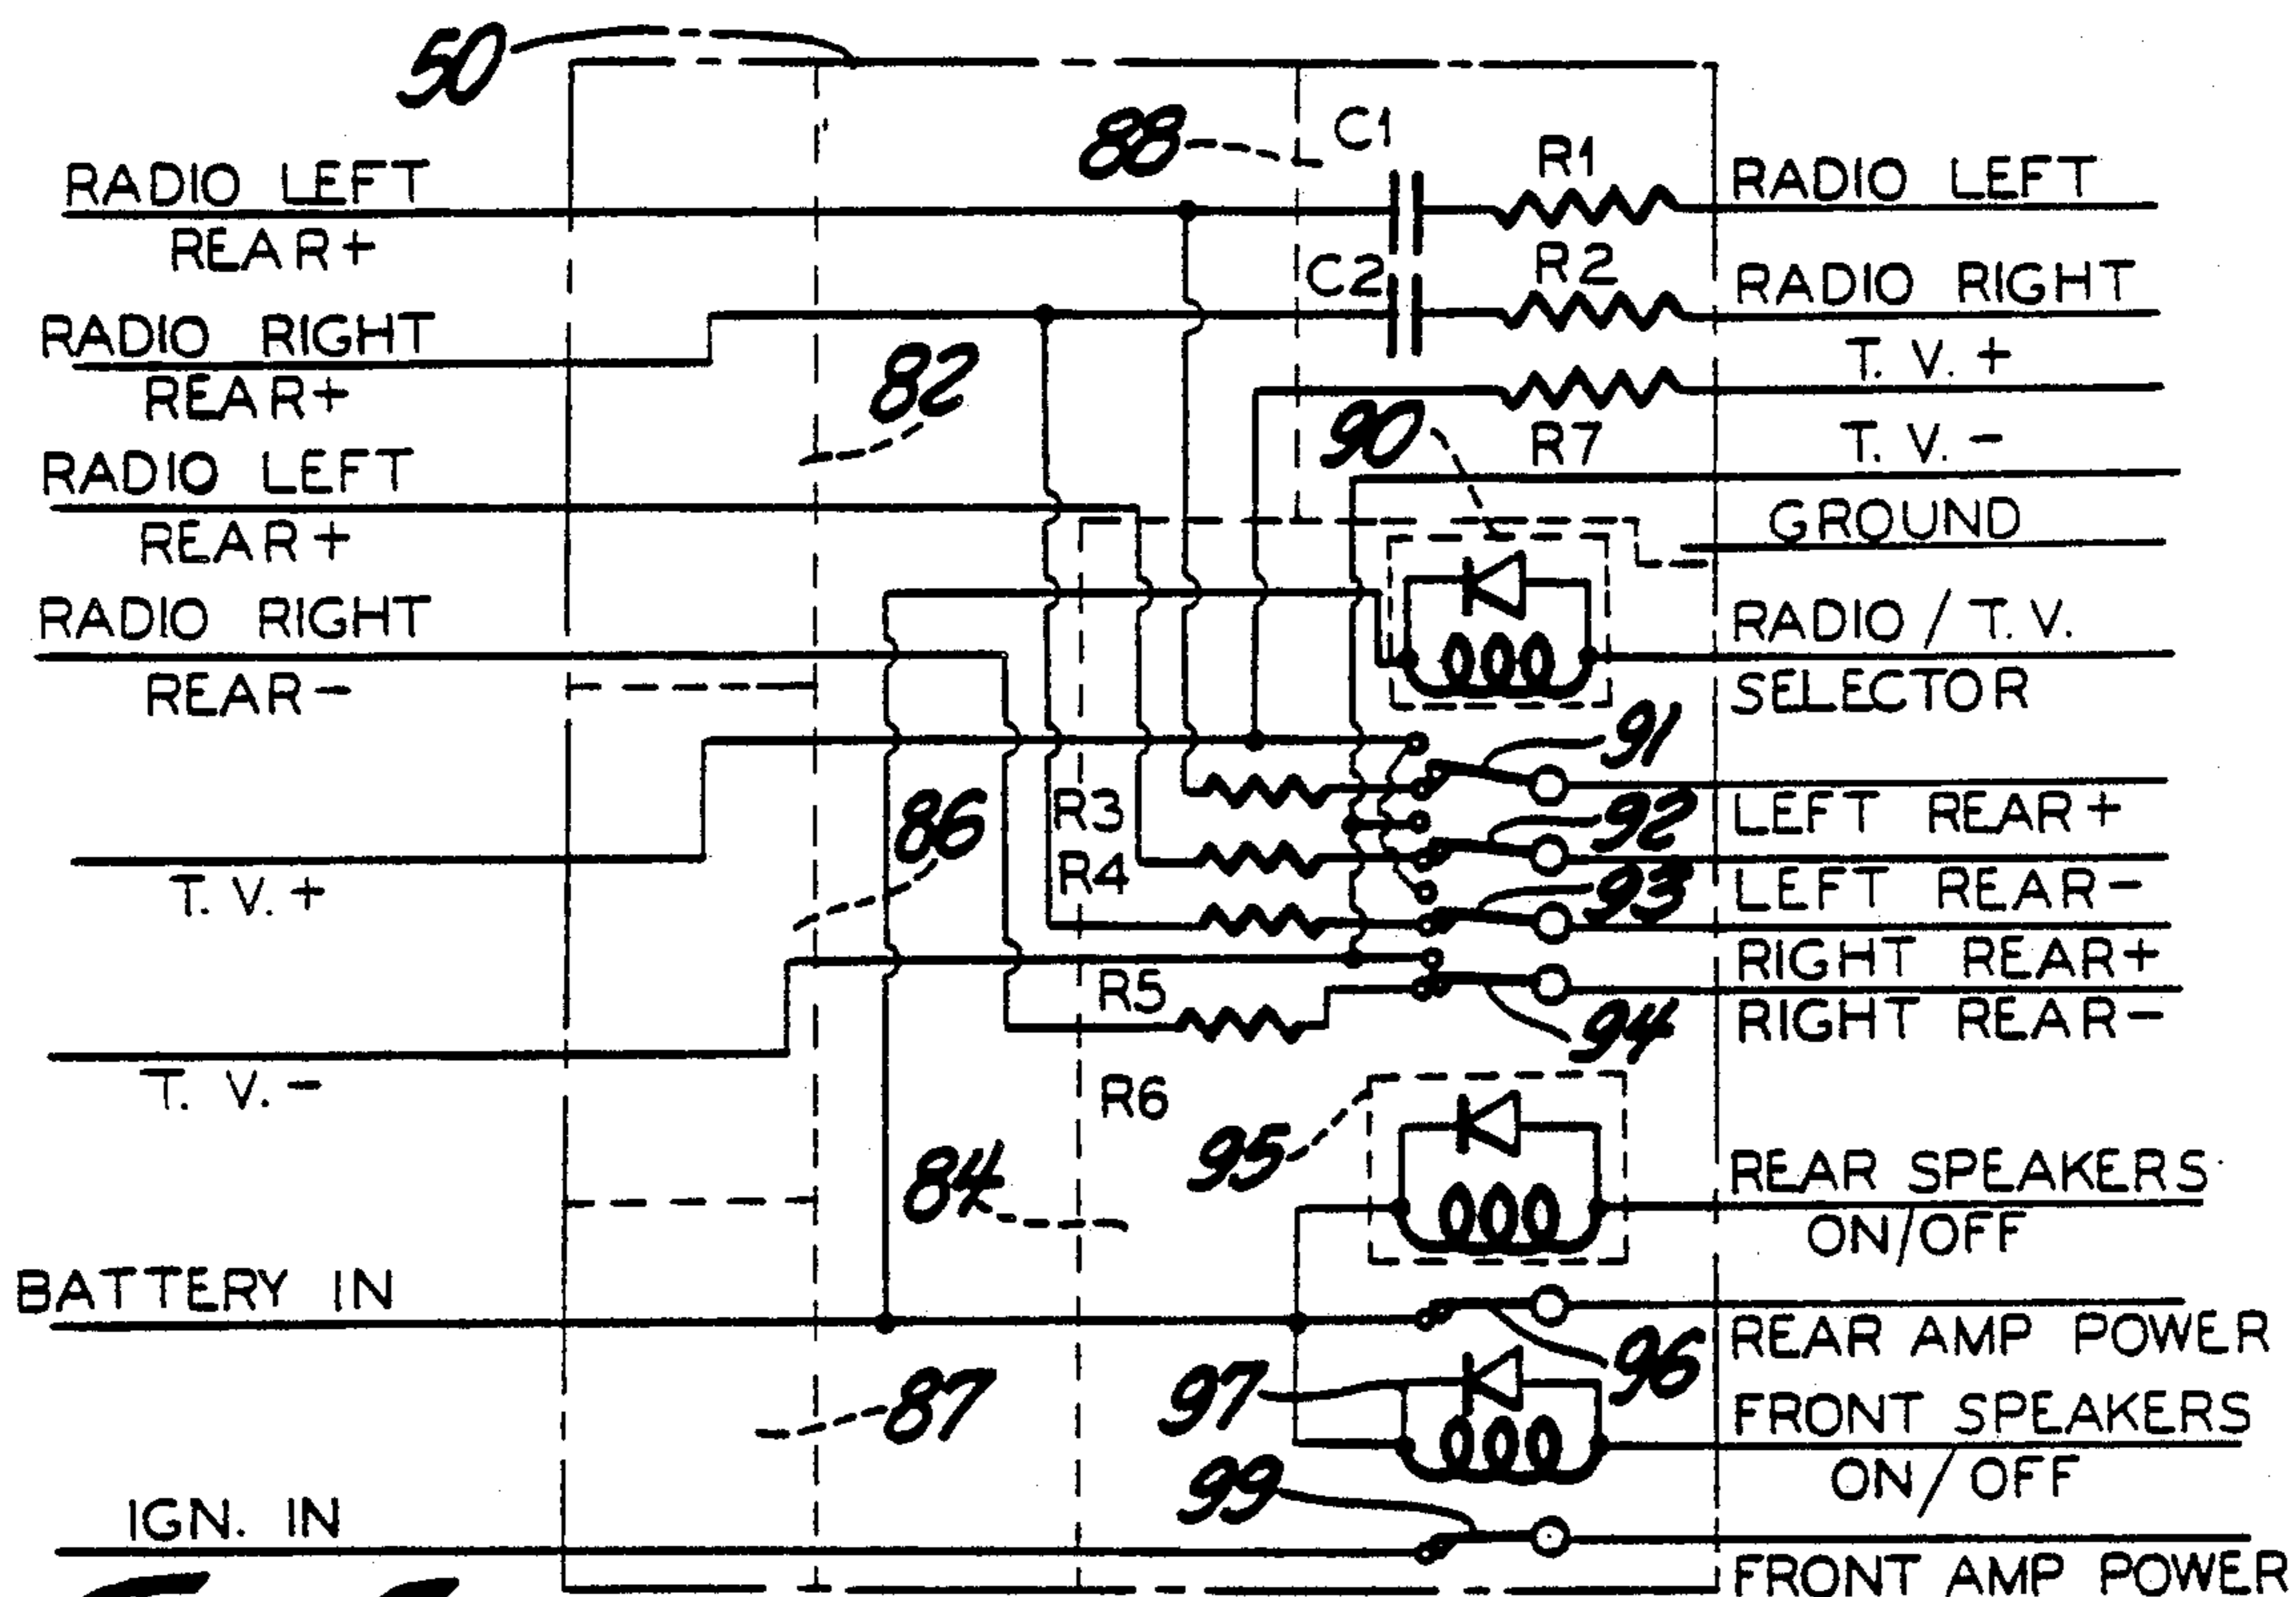 50
88
C1
R1
RADIO LEFT
REAR+
RADIO LEFT
C2
R2
RADIO RIGHT
RADIO RIGHT
REAR+
82
T. V. +
90
R7
T. V. -
RADIO LEFT
REAR+
GROUND
RADIO RIGHT
REAR-
RADIO / T. V.
SELECTOR
91
R3
86
92
LEFT REAR+
R4
T. V. +
93
LEFT REAR-
R5
RIGHT REAR+
94
RIGHT REAR-
T. V. -
R6
95
84
REAR SPEAKERS
ON/OFF
BATTERY IN
96
REAR AMP POWER
97
87
FRONT SPEAKERS
ON/OFF
99
IGN. IN
FRONT AMP POWER